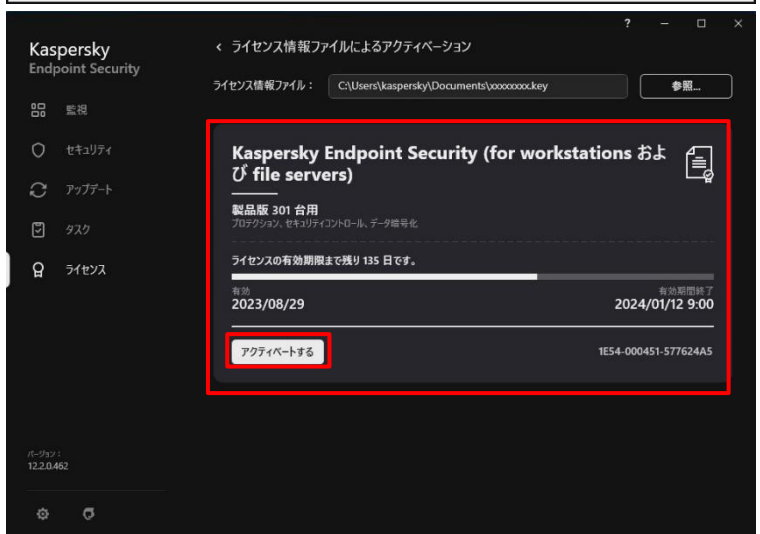 ?
Kaspersky
Endpoint Security
監視
セキュリティ
アップデート
タスク
ライセンス
バージョン：
12.2.0.462
ライセンス情報ファイルによるアクティベーション
ライセンス情報ファイル：
C:\Users\kaspersky\Documents\xxxxxxxx.key
参照...
Kaspersky Endpoint Security (for workstations およ
び file servers)
製品版 301 台用
プロテクション、セキュリティコントロール、データ暗号化
ライセンスの有効期限まで残り 135 日です。
有効
2023/08/29
有効期間終了
2024/01/12 9:00
アクティベートする
1E54-000451-577624A5